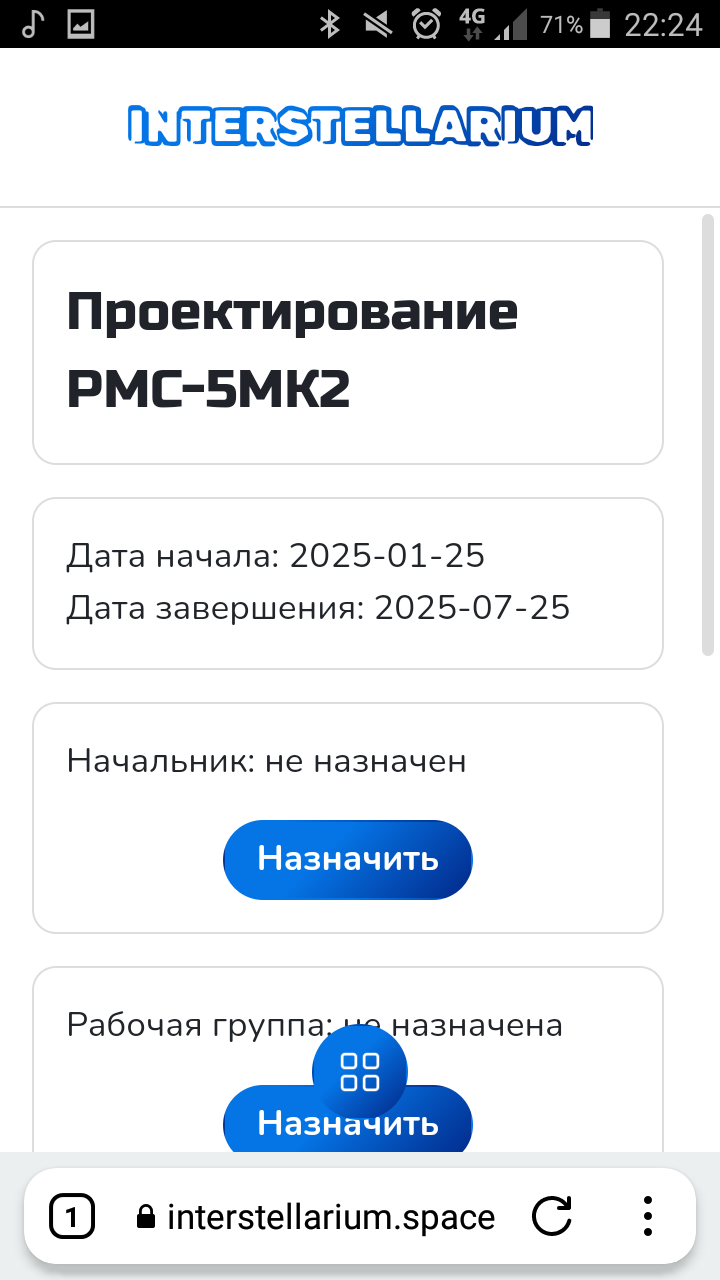 4G 71% 22:24
INTERSTELLARIUM
Проектирование
РМС-5МК2
Дата начала: 2025-01-25
Дата завершения: 2025-07-25
Начальник: не назначен
Назначить
Рабочая группа: не назначена
Назначить
1 interstellarium.space